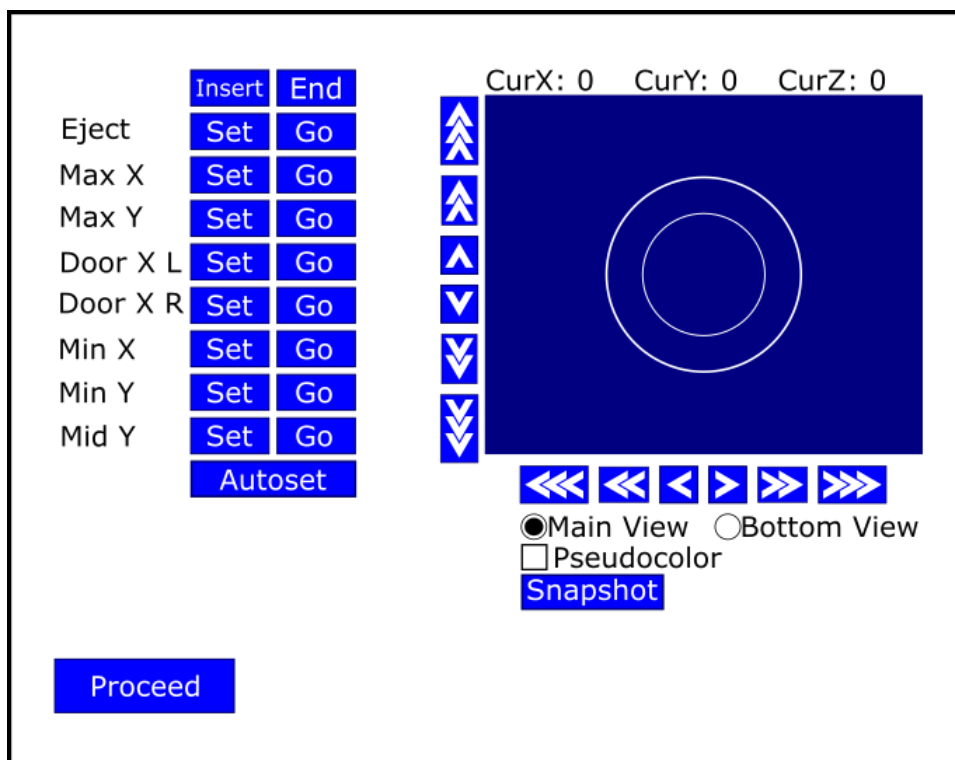 Insert End
Eject Set Go
Max X Set Go
Max Y Set Go
Door X L Set Go
Door X R Set Go
Min X Set Go
Min Y Set Go
Mid Y Set Go
Autoset
CurX: 0 CurY: 0 CurZ: 0
Main View Bottom View
Pseudocolor
Snapshot
Proceed